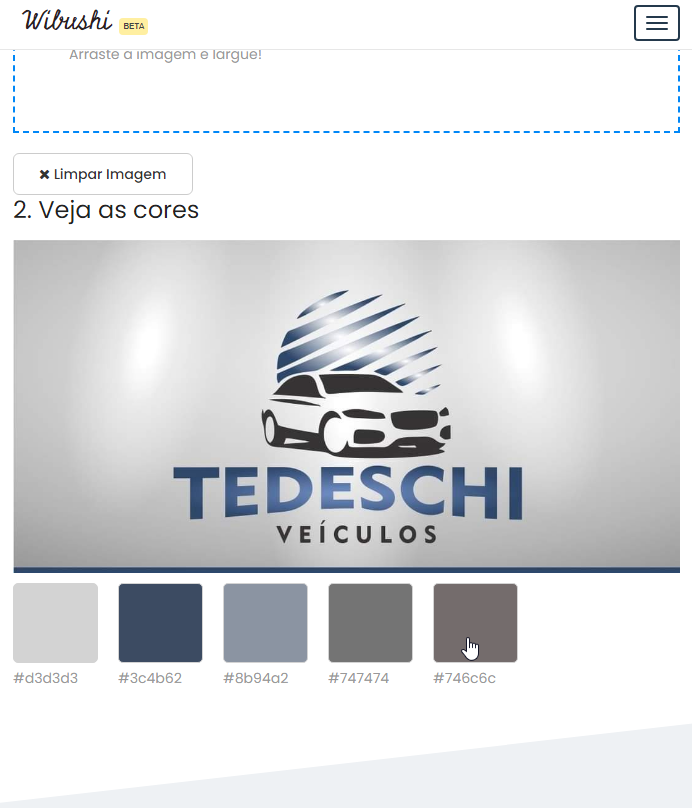 Wibushi BETA
Arraste a imagem e largue!
✖ Limpar Imagem
2. Veja as cores
TEDESCHI
VEÍCULOS
#d3d3d3 #3c4b62 #8b94a2 #747474 #746c6c